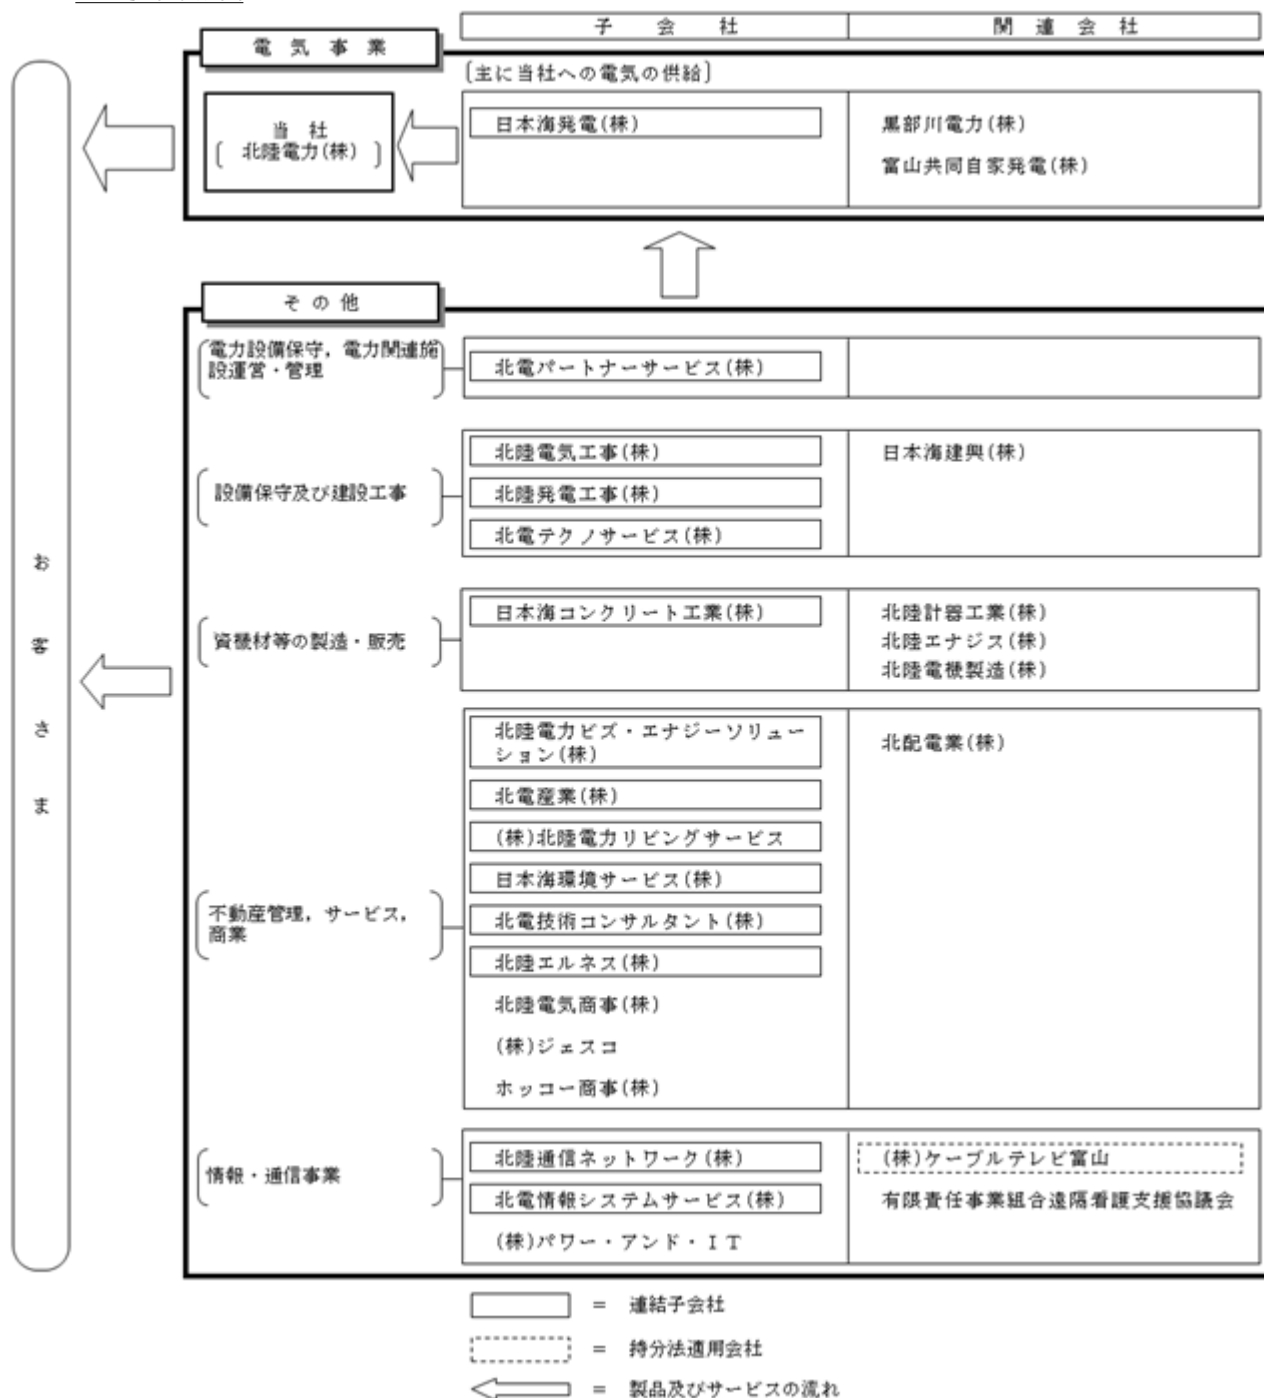 子 会 社
関 連 会 社
電 気 事 業
〔主に当社への電気の供給〕
当 社
〔 北陸電力(株) 〕
日本海発電(株)
黒部川電力(株)
富山共同自家発電(株)
その他
電力設備保守，電力関連施
設運営・管理
北電パートナーサービス(株)
設備保守及び建設工事
北陸電気工事(株)
北陸発電工事(株)
北電テクノサービス(株)
日本海建興(株)
資機材等の製造・販売
日本海コンクリート工業(株)
北陸計器工業(株)
北陸エナジス(株)
北陸電機製造(株)
不動産管理，サービス，
商業
北陸電力ビズ・エナジーソリュー
ション(株)
北電産業(株)
(株)北陸電力リビングサービス
日本海環境サービス(株)
北電技術コンサルタント(株)
北陸エルネス(株)
北陸電気商事(株)
(株)ジェスコ
ホッコー商事(株)
北配電業(株)
情報・通信事業
北陸通信ネットワーク(株)
北電情報システムサービス(株)
(株)パワー・アンド・ＩＴ
(株)ケーブルテレビ富山
有限責任事業組合遠隔看護支援協議会
お客さま
＝ 連結子会社
＝ 持分法適用会社
＝ 製品及びサービスの流れ